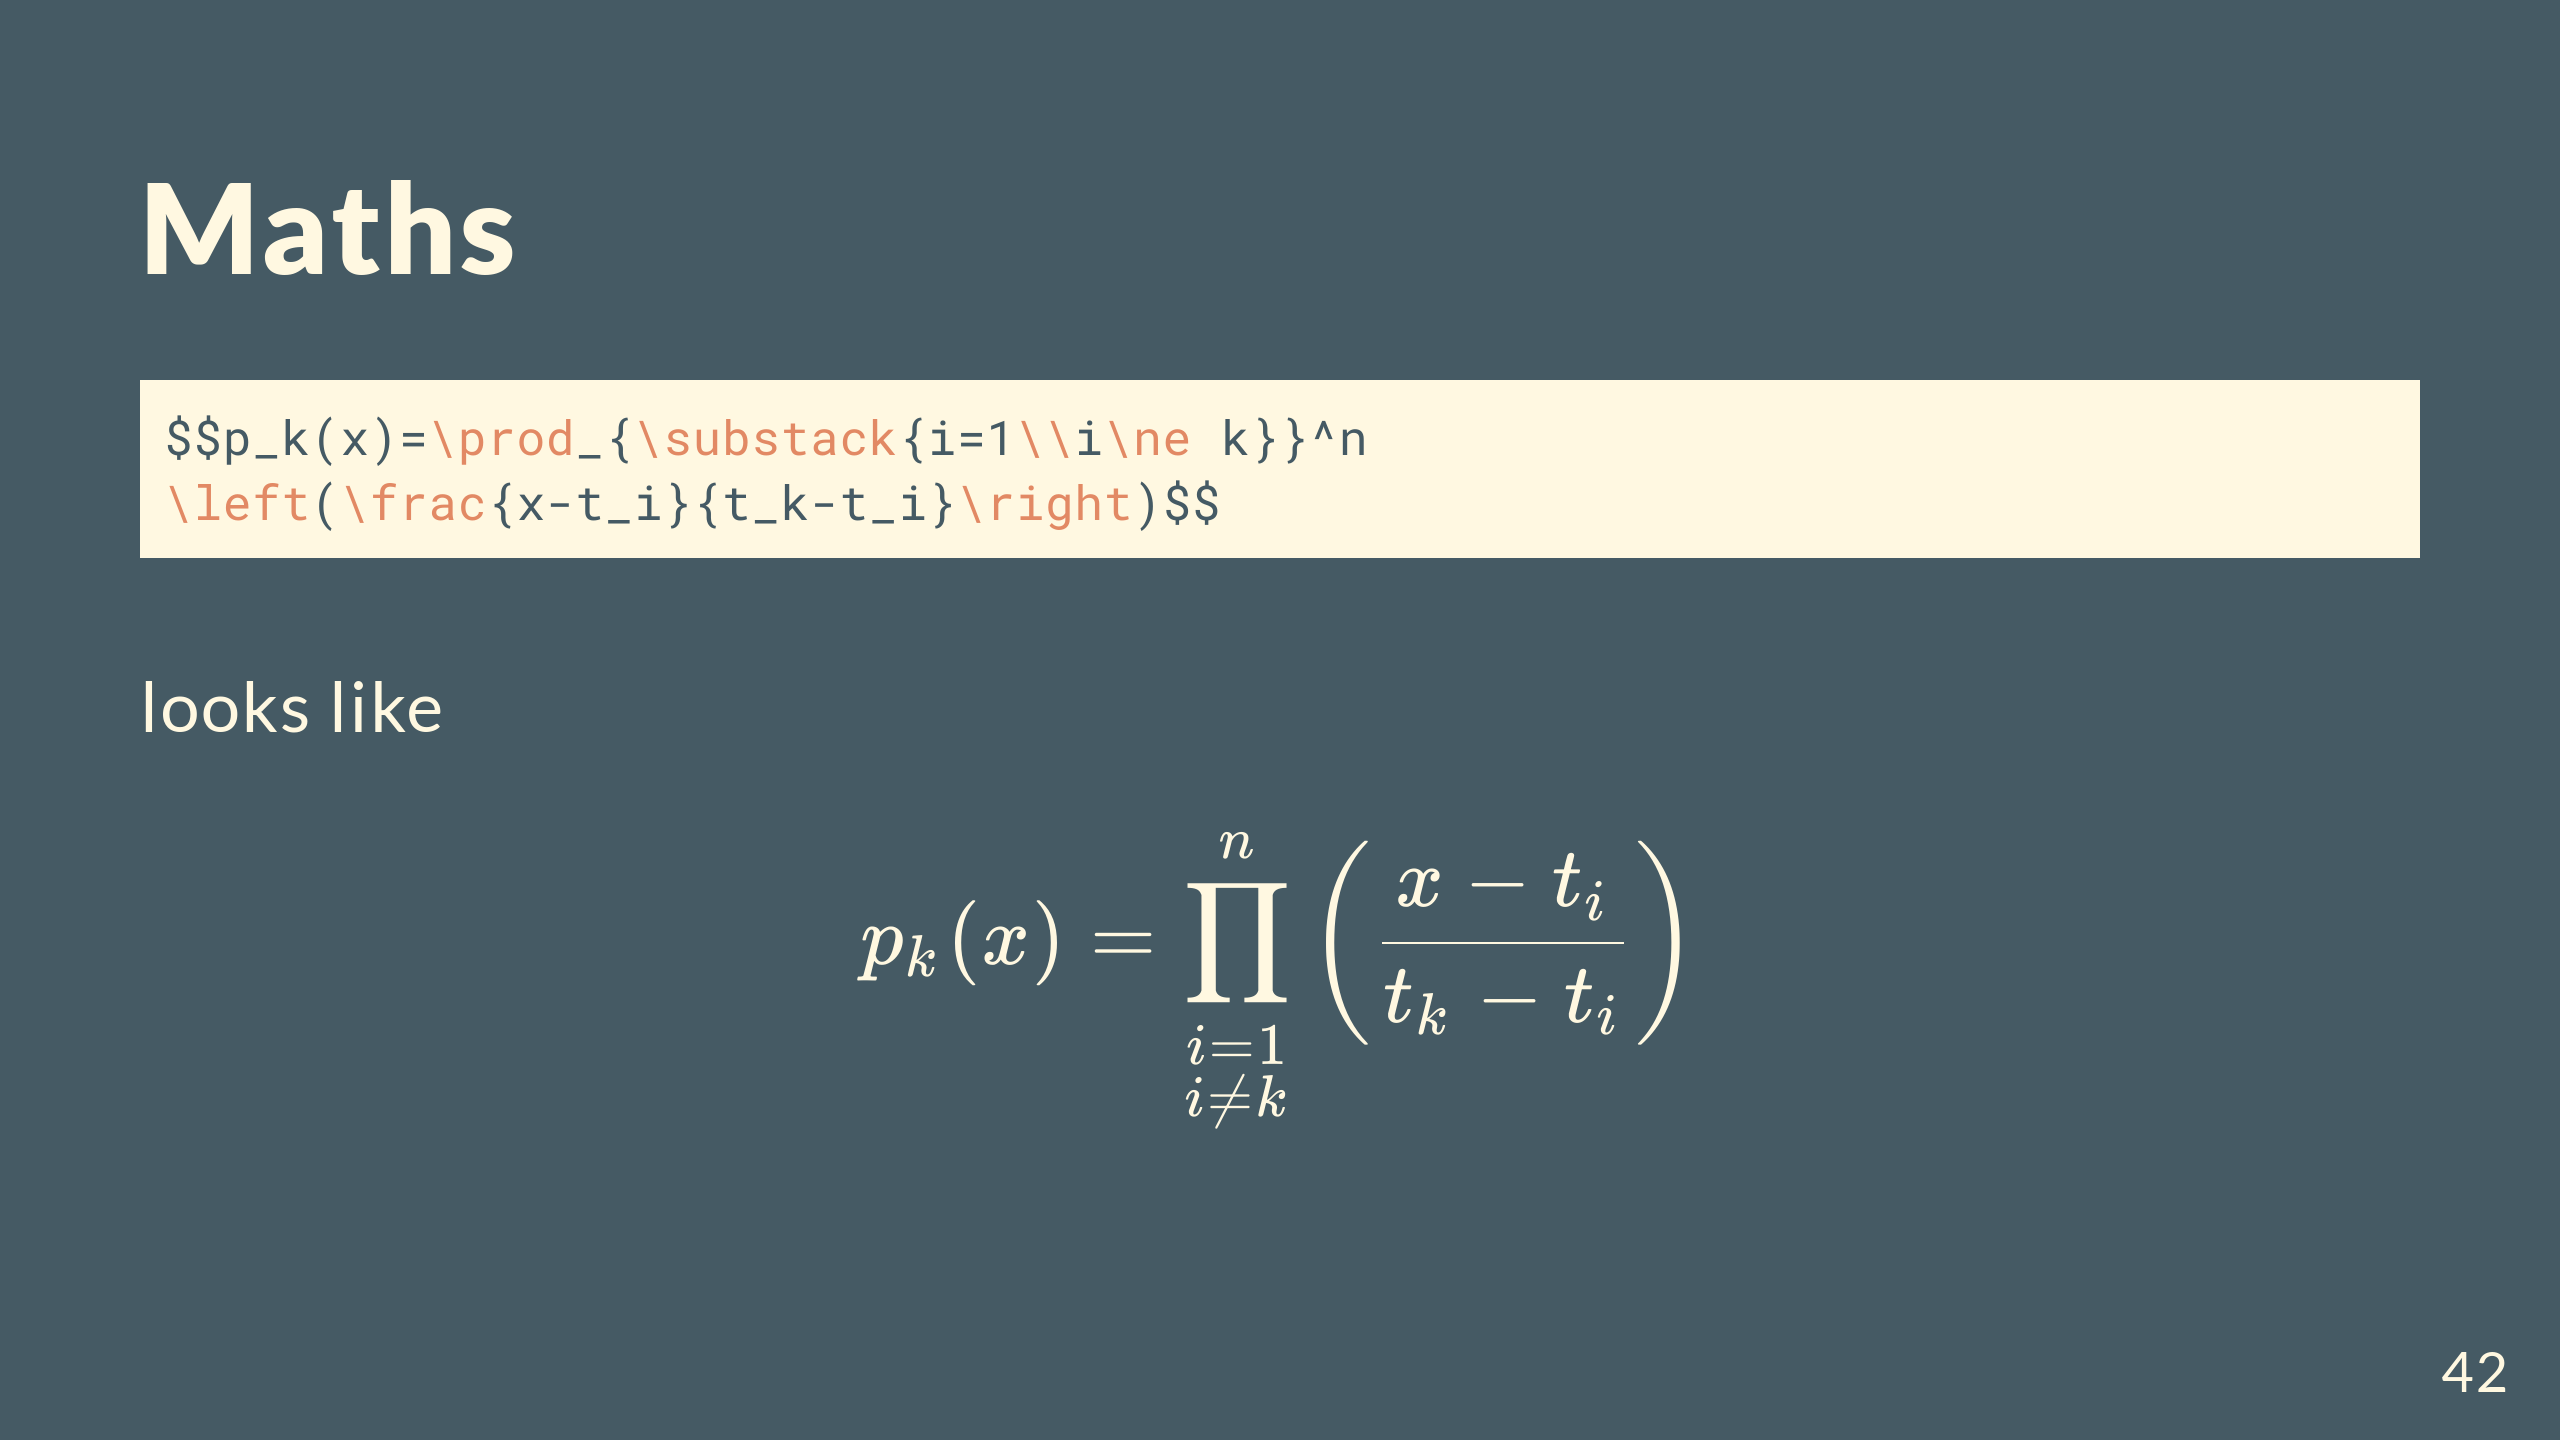 Maths
$$p_k(x)=\prod_{\substack{i=1\\i\ne k}}^n
\left(\frac{x-t_i}{t_k-t_i}\right)$$
looks like
$$p_k(x)=\prod_{\substack{i=1\\i\ne k}}^n \left(\frac{x-t_i}{t_k-t_i}\right)$$
42